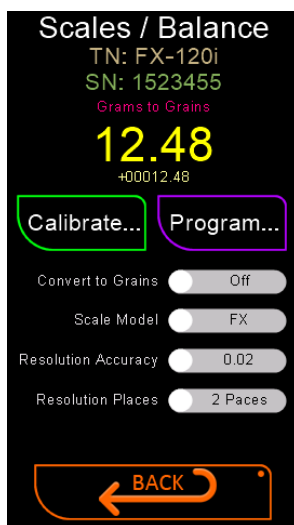 Scales / Balance
TN: FX-120i
SN: 1523455
Grams to Grains
12.48
+00012.48
Calibrate... Program...
Convert to Grains Off
Scale Model FX
Resolution Accuracy 0.02
Resolution Places 2 Paces
BACK